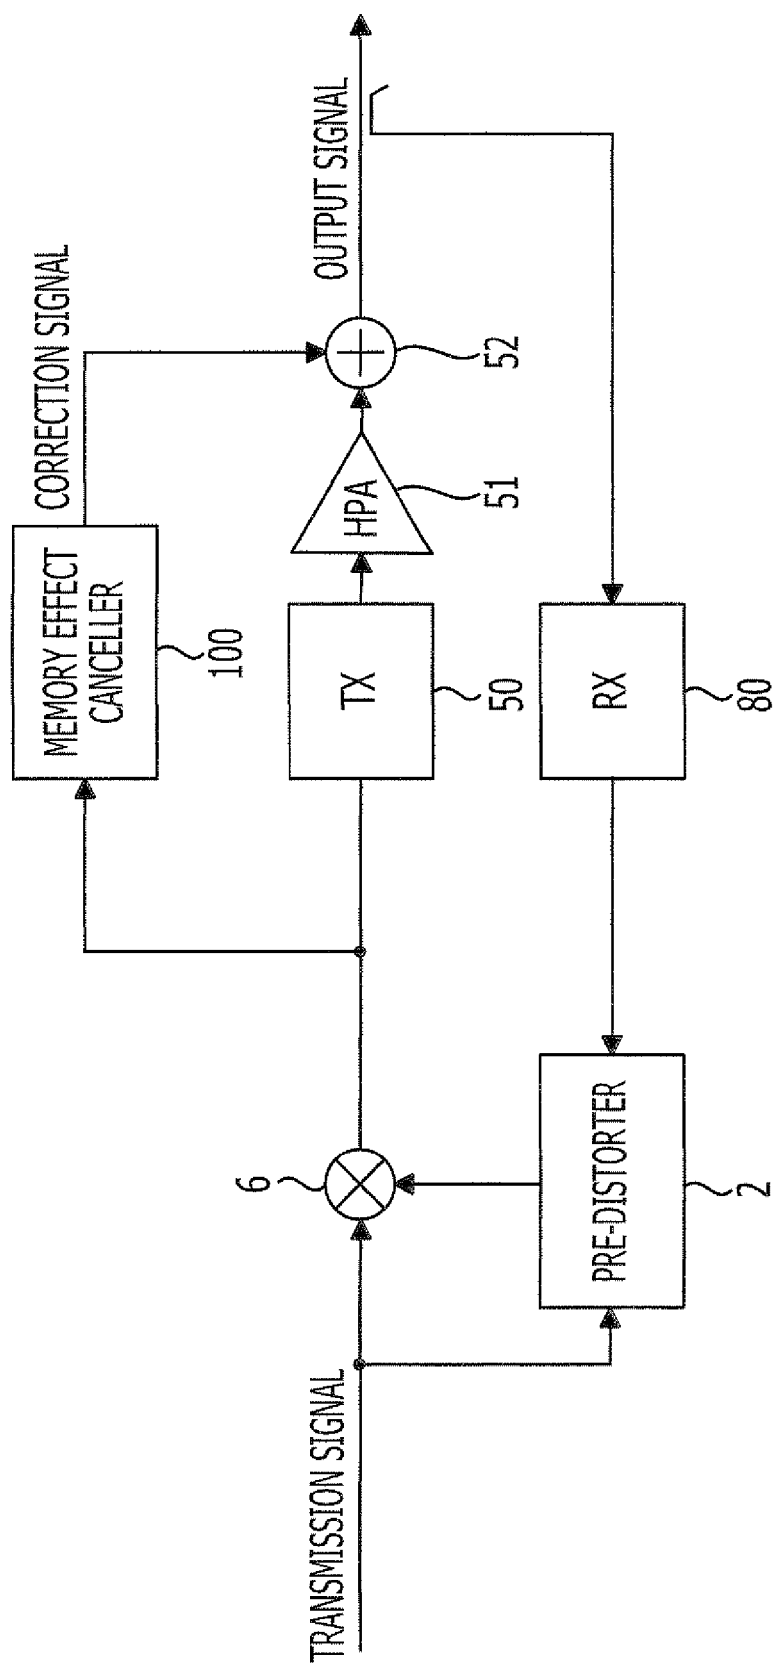 TRANSMISSION SIGNAL
6
PRE-DISTORTER
2
MEMORY EFFECT
CANCELLER
100
CORRECTION SIGNAL
TX
50
HPA
51
52
OUTPUT SIGNAL
RX
80